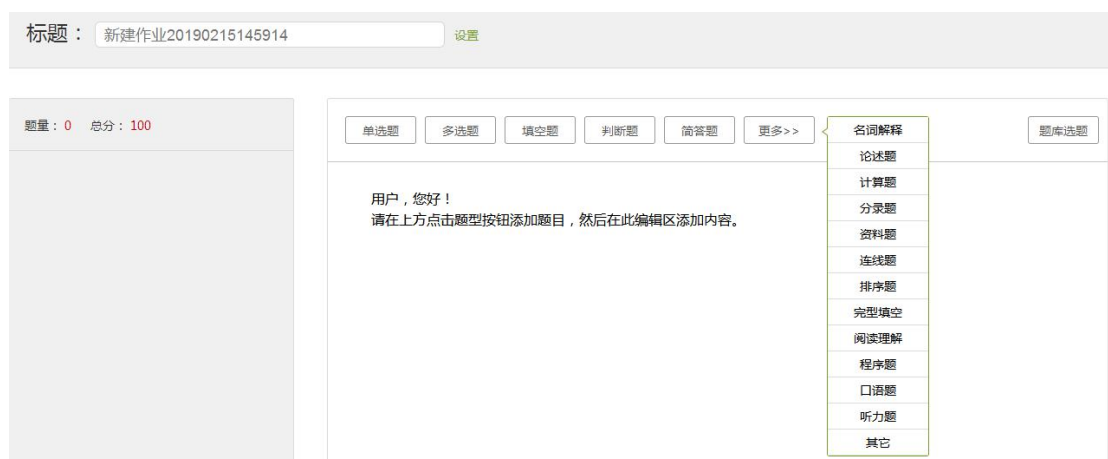 标题： 新建作业20190215145914 设置
题量： 0 总分： 100
单选题 多选题 填空题 判断题 简答题 更多>> 名词解释 题库选题
论述题
计算题
分录题
资料题
连线题
排序题
完型填空
阅读理解
程序题
口语题
听力题
其它
用户，您好！
请在上方点击题型按钮添加题目，然后在此编辑区添加内容。